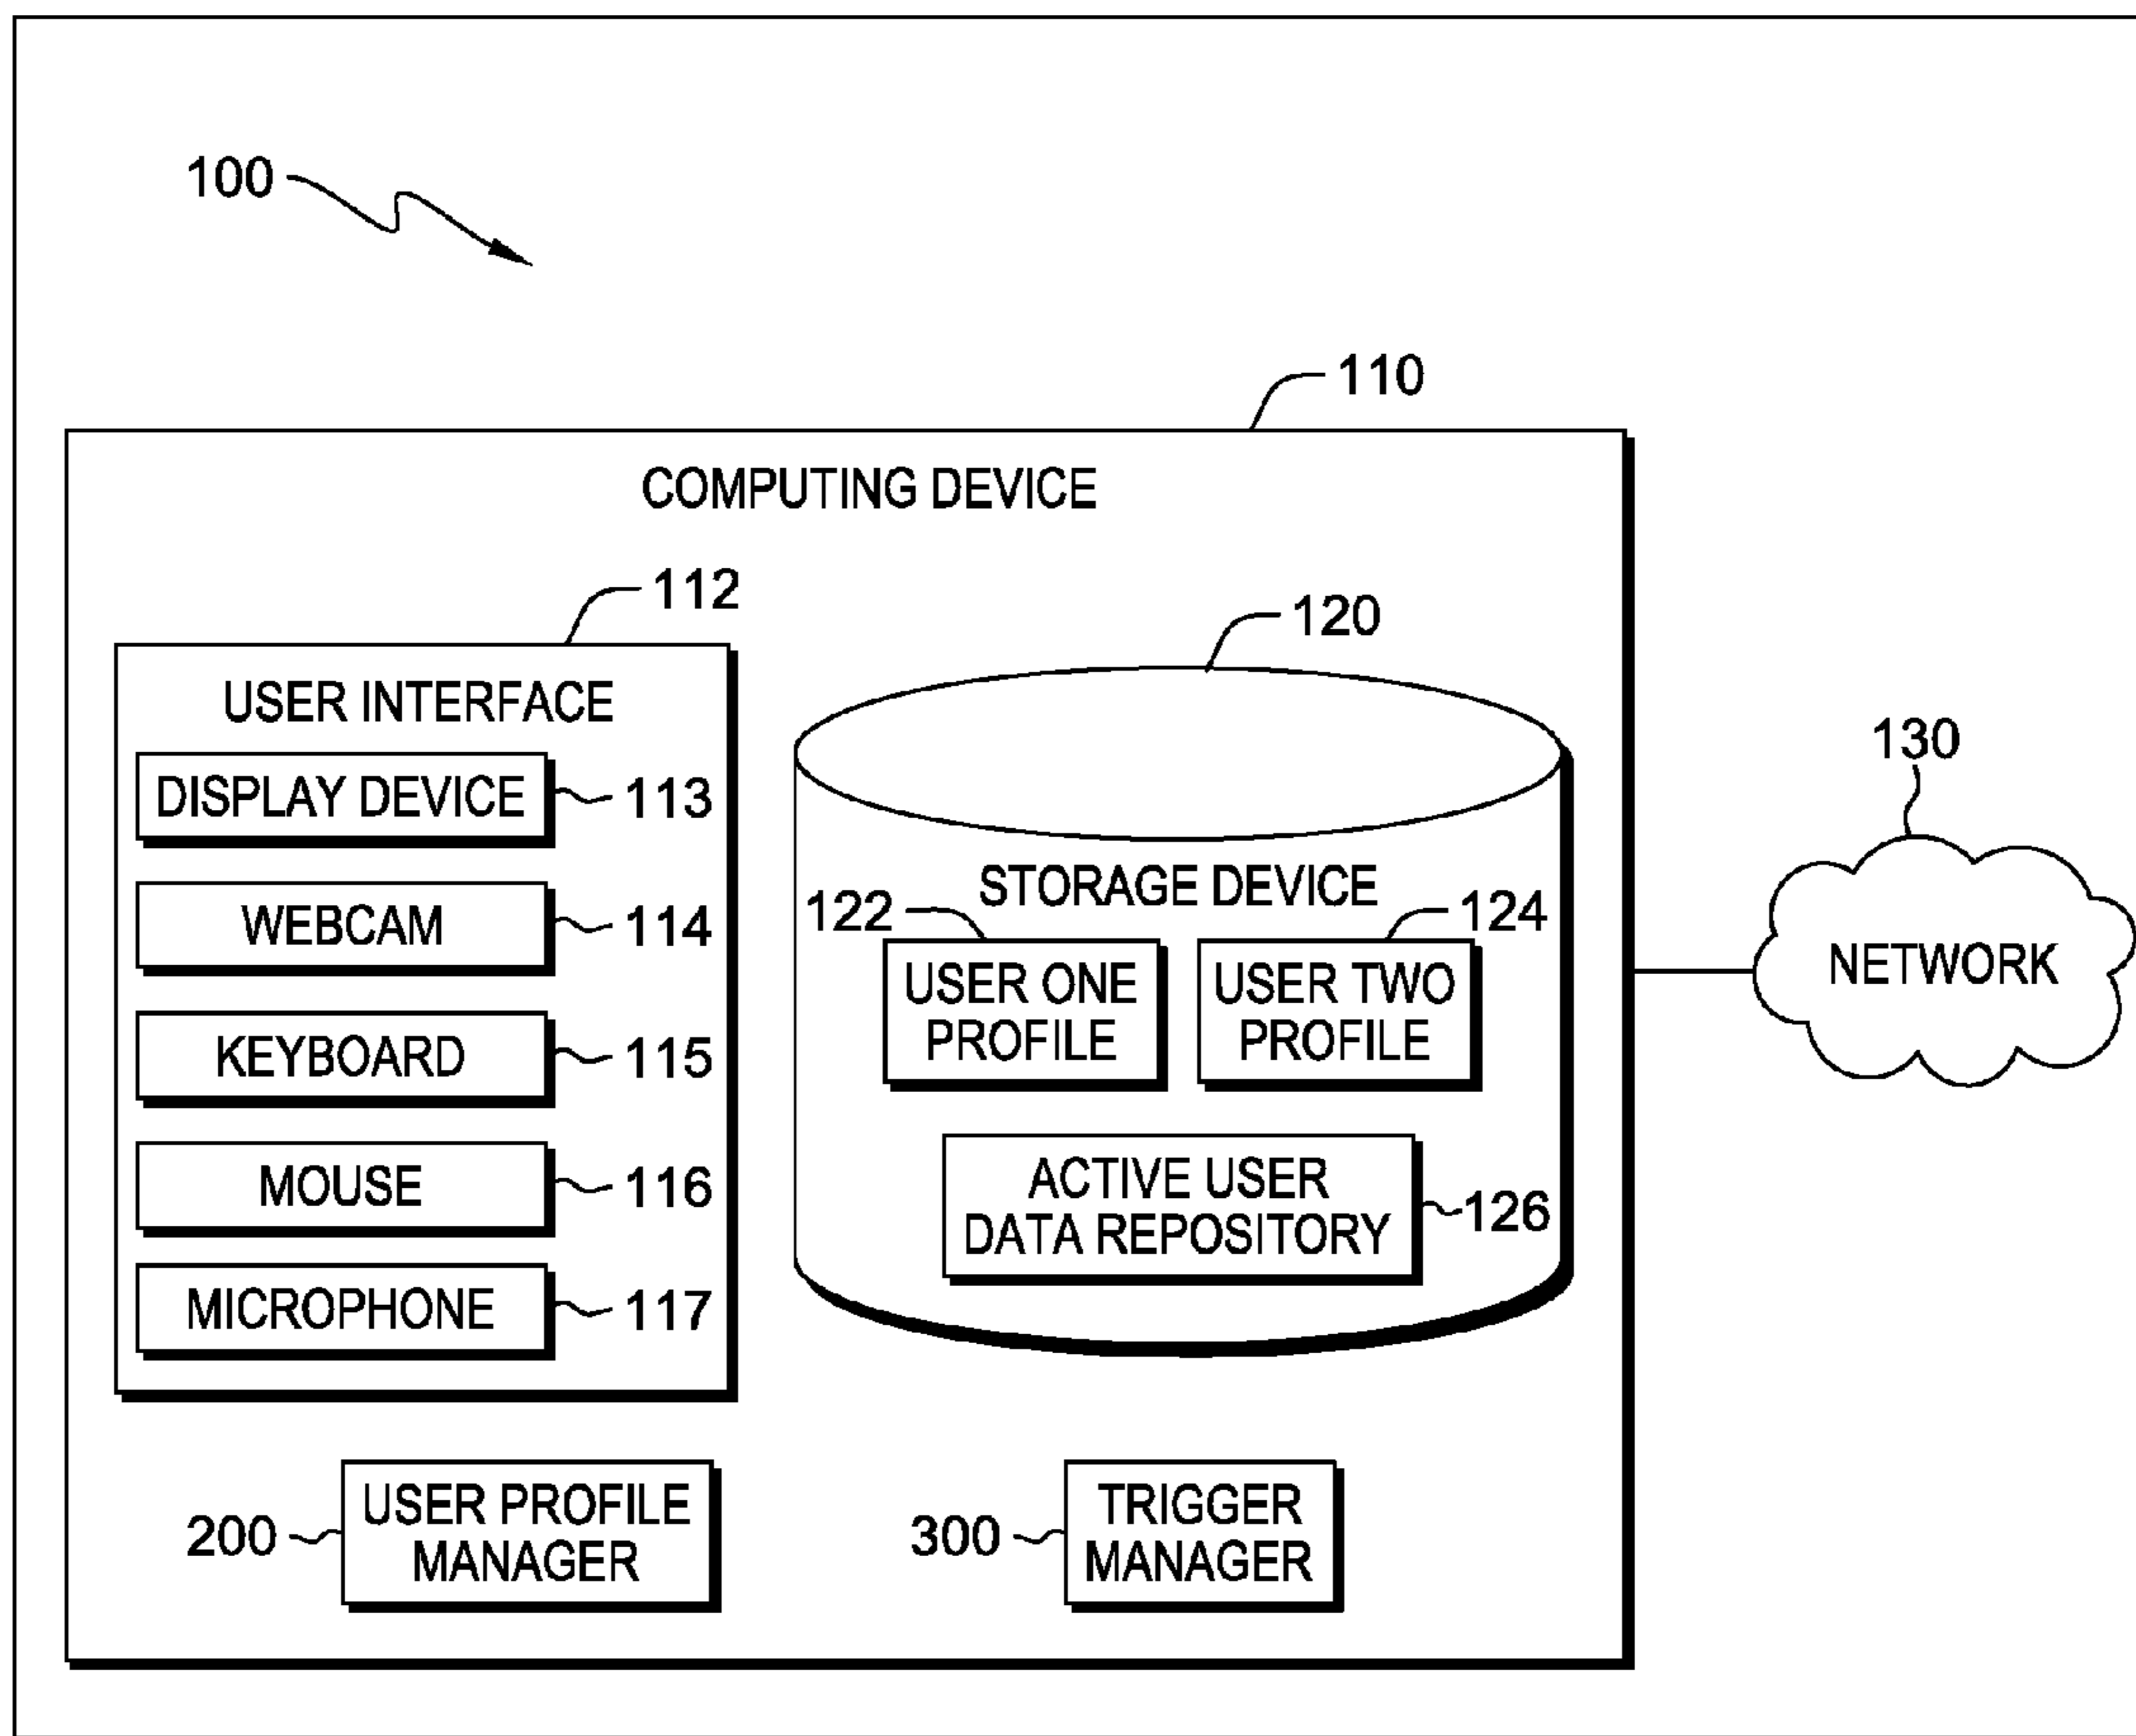 100
110
COMPUTING DEVICE
112
USER INTERFACE
DISPLAY DEVICE
113
WEBCAM
114
KEYBOARD
115
MOUSE
116
MICROPHONE
117
120
STORAGE DEVICE
122
124
USER ONE
PROFILE
USER TWO
PROFILE
ACTIVE USER
DATA REPOSITORY
126
130
NETWORK
200
USER PROFILE
MANAGER
300
TRIGGER
MANAGER